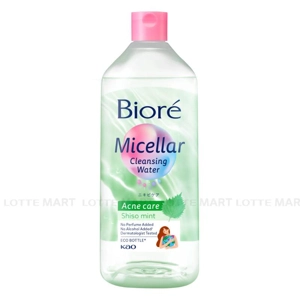 Bioré
Micellar
Cleansing
Water
LOTTE MART LOTTE MART LOTTE MART
Acne care
Shiso mint
No Perfume Added
No Alcohol Added
Dermatologist Tested
ECO BOTTLE*
Kao